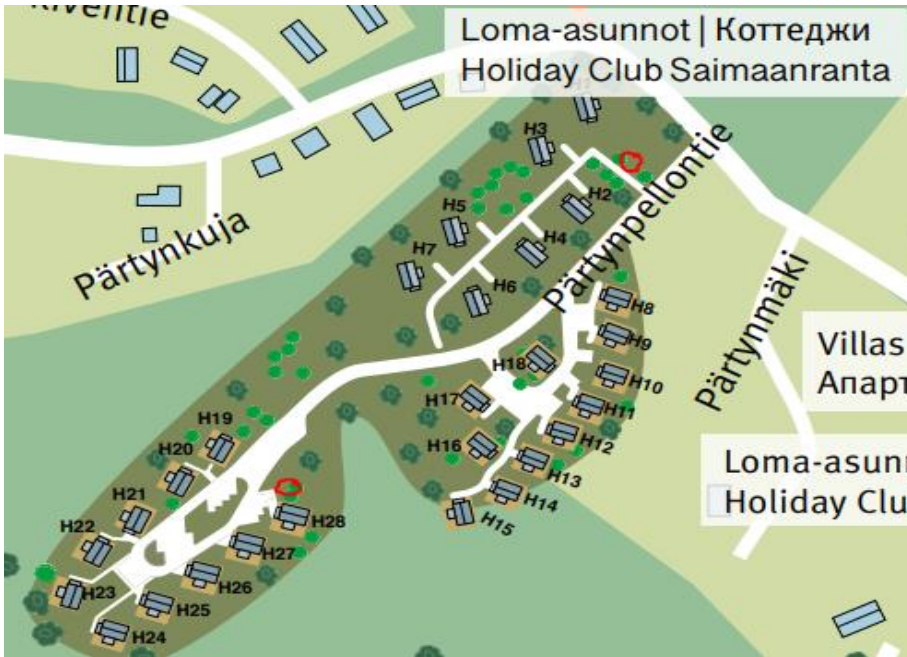 Loma-asunnot | Коттеджи
Holiday Club Saimaanranta
H3
H2
H5
H4
H7
H6
Pärtynkuja
Pärtynpellontie
Pärtynmäki
H8
H9
H18
H10
H17
H11
H12
H16
H13
H14
H15
Villas
Апарт
Loma-asun
Holiday Clu
H19
H20
H21
H22
H28
H27
H23
H26
H25
H24